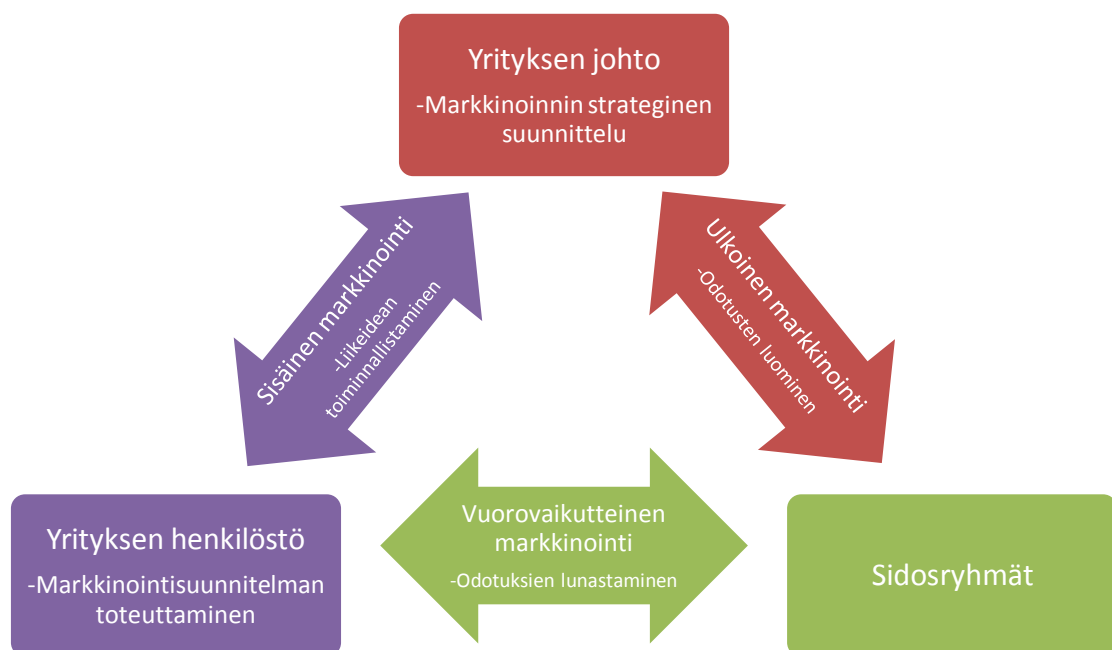 Yrityksen johto
-Markkinoinnin strateginen
suunnittelu
Sisäinen markkinointi
-Liikeidean
toiminnallistaminen
Ulkoinen markkinointi
-Odotusten luominen
Yrityksen henkilöstö
-Markkinointisuunnitelman
toteuttaminen
Vuorovaikutteinen
markkinointi
-Odotuksien lunastaminen
Sidosryhmät